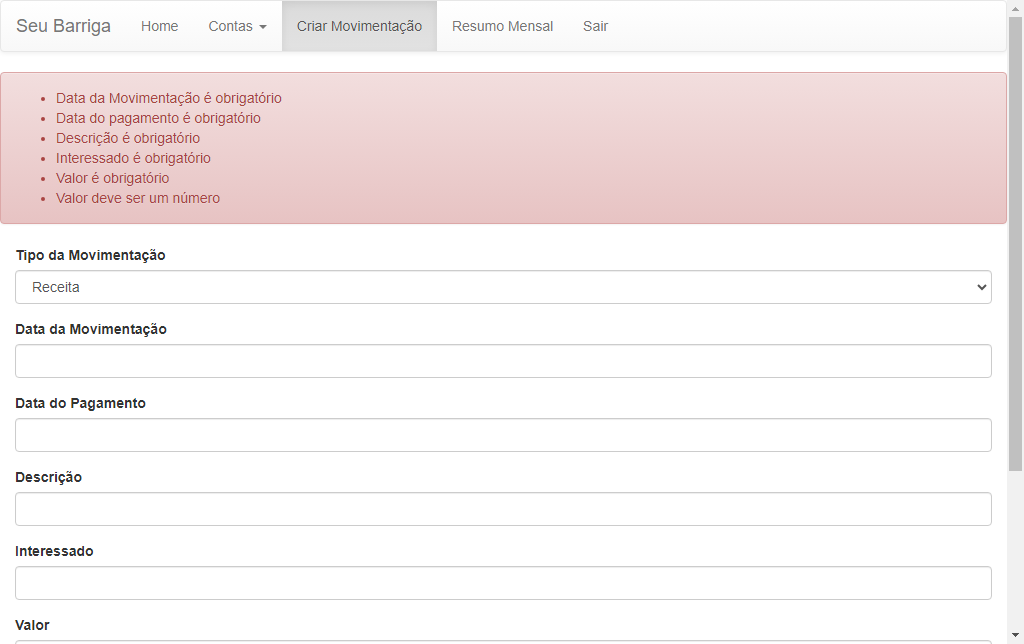 Seu Barriga Home Contas Criar Movimentação Resumo Mensal Sair
Data da Movimentação é obrigatório
Data do pagamento é obrigatório
Descrição é obrigatório
Interessado é obrigatório
Valor é obrigatório
Valor deve ser um número
Tipo da Movimentação
Receita
Data da Movimentação
Data do Pagamento
Descrição
Interessado
Valor